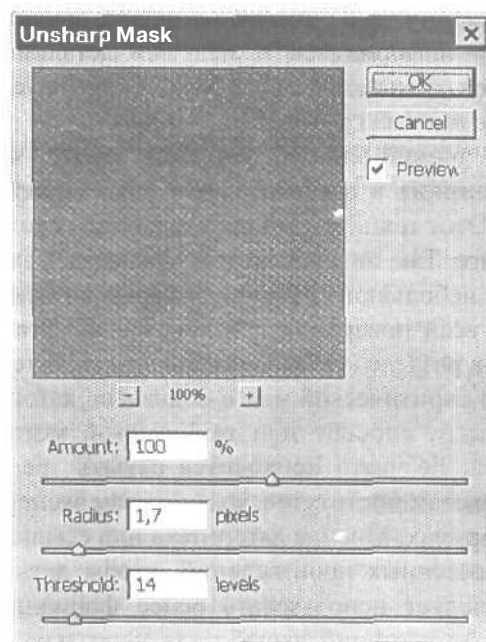 Unsharp Mask
OK
Cancel
Preview
100%
Amount: 100 %
Radius: 1,7 pixels
Threshold: 14 levels